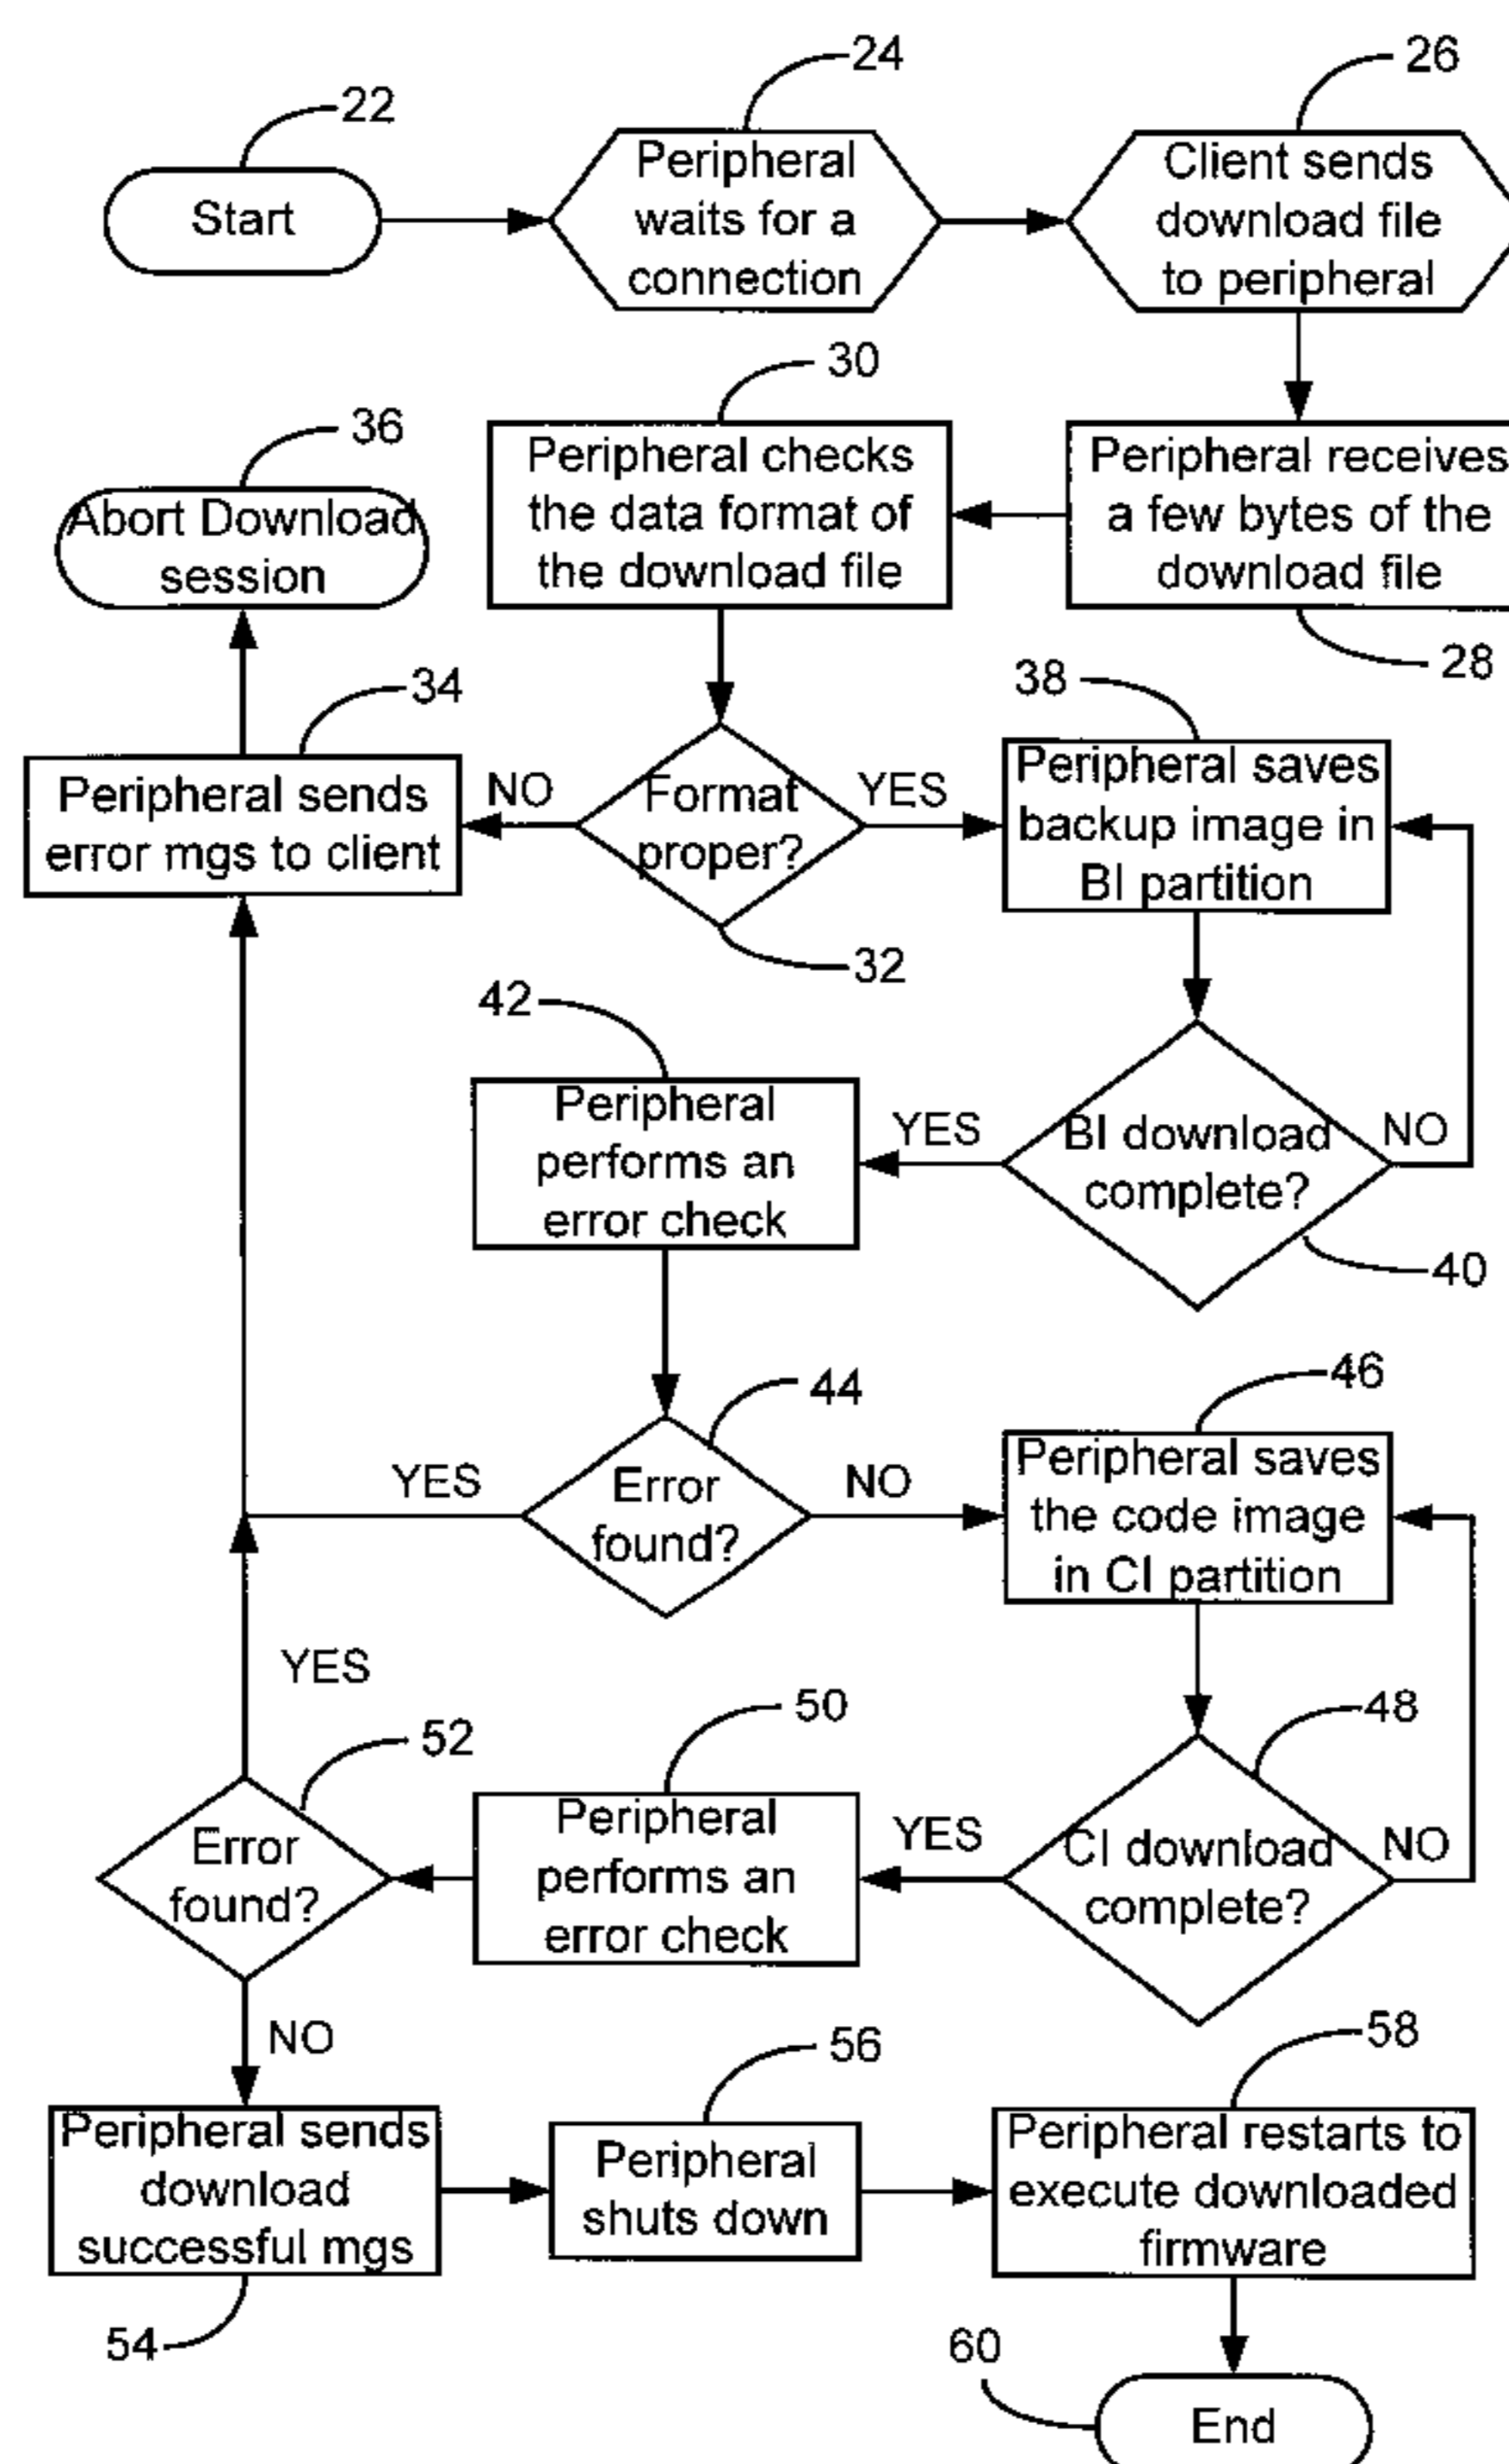 22
24
26
Start
Peripheral
waits for a
connection
Client sends
download file
to peripheral
30
36
Peripheral checks
the data format of
the download file
Peripheral receives
a few bytes of the
download file
28
Abort Download
session
34
38
Peripheral sends
error mgs to client
NO
Format
proper?
YES
Peripheral saves
backup image in
BI partition
32
42
Peripheral
performs an
error check
YES
BI download
complete?
NO
40
44
46
YES
Error
found?
NO
Peripheral saves
the code image
in CI partition
YES
50
48
52
Error
found?
Peripheral
performs an
error check
YES
CI download
complete?
NO
NO
56
58
Peripheral sends
download
successful mgs
Peripheral
shuts down
Peripheral restarts to
execute downloaded
firmware
54
60
End